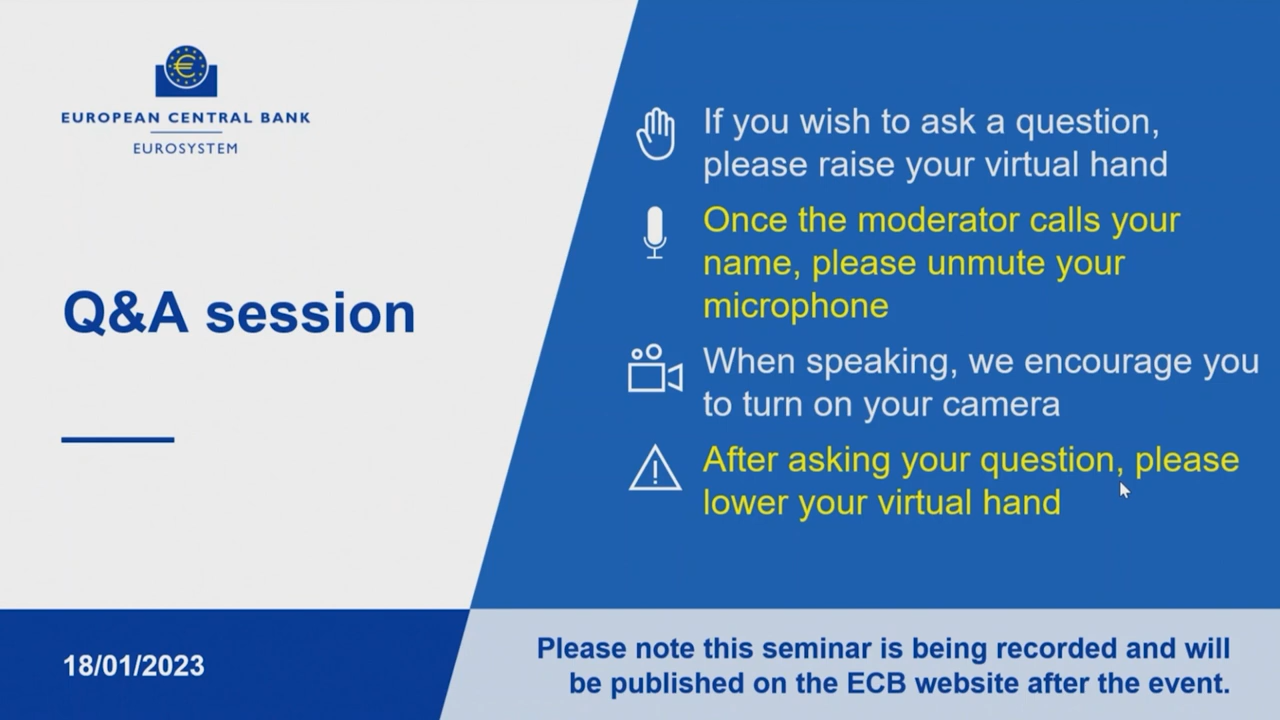 EUROPEAN CENTRAL BANK
EUROSYSTEM
Q&A session
If you wish to ask a question,
please raise your virtual hand
Once the moderator calls your
name, please unmute your
microphone
When speaking, we encourage you
to turn on your camera
After asking your question, please
lower your virtual hand
18/01/2023
Please note this seminar is being recorded and will
be published on the ECB website after the event.